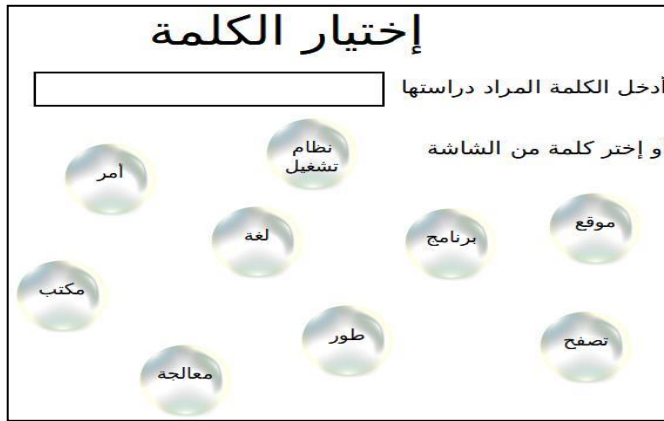 إختيار الكلمة
أدخل الكلمة المراد دراستها
و إختر كلمة من الشاشة
نظام
تشغيل
أمر
موقع
برنامج
لغة
مكتب
تصفح
طور
معالجة